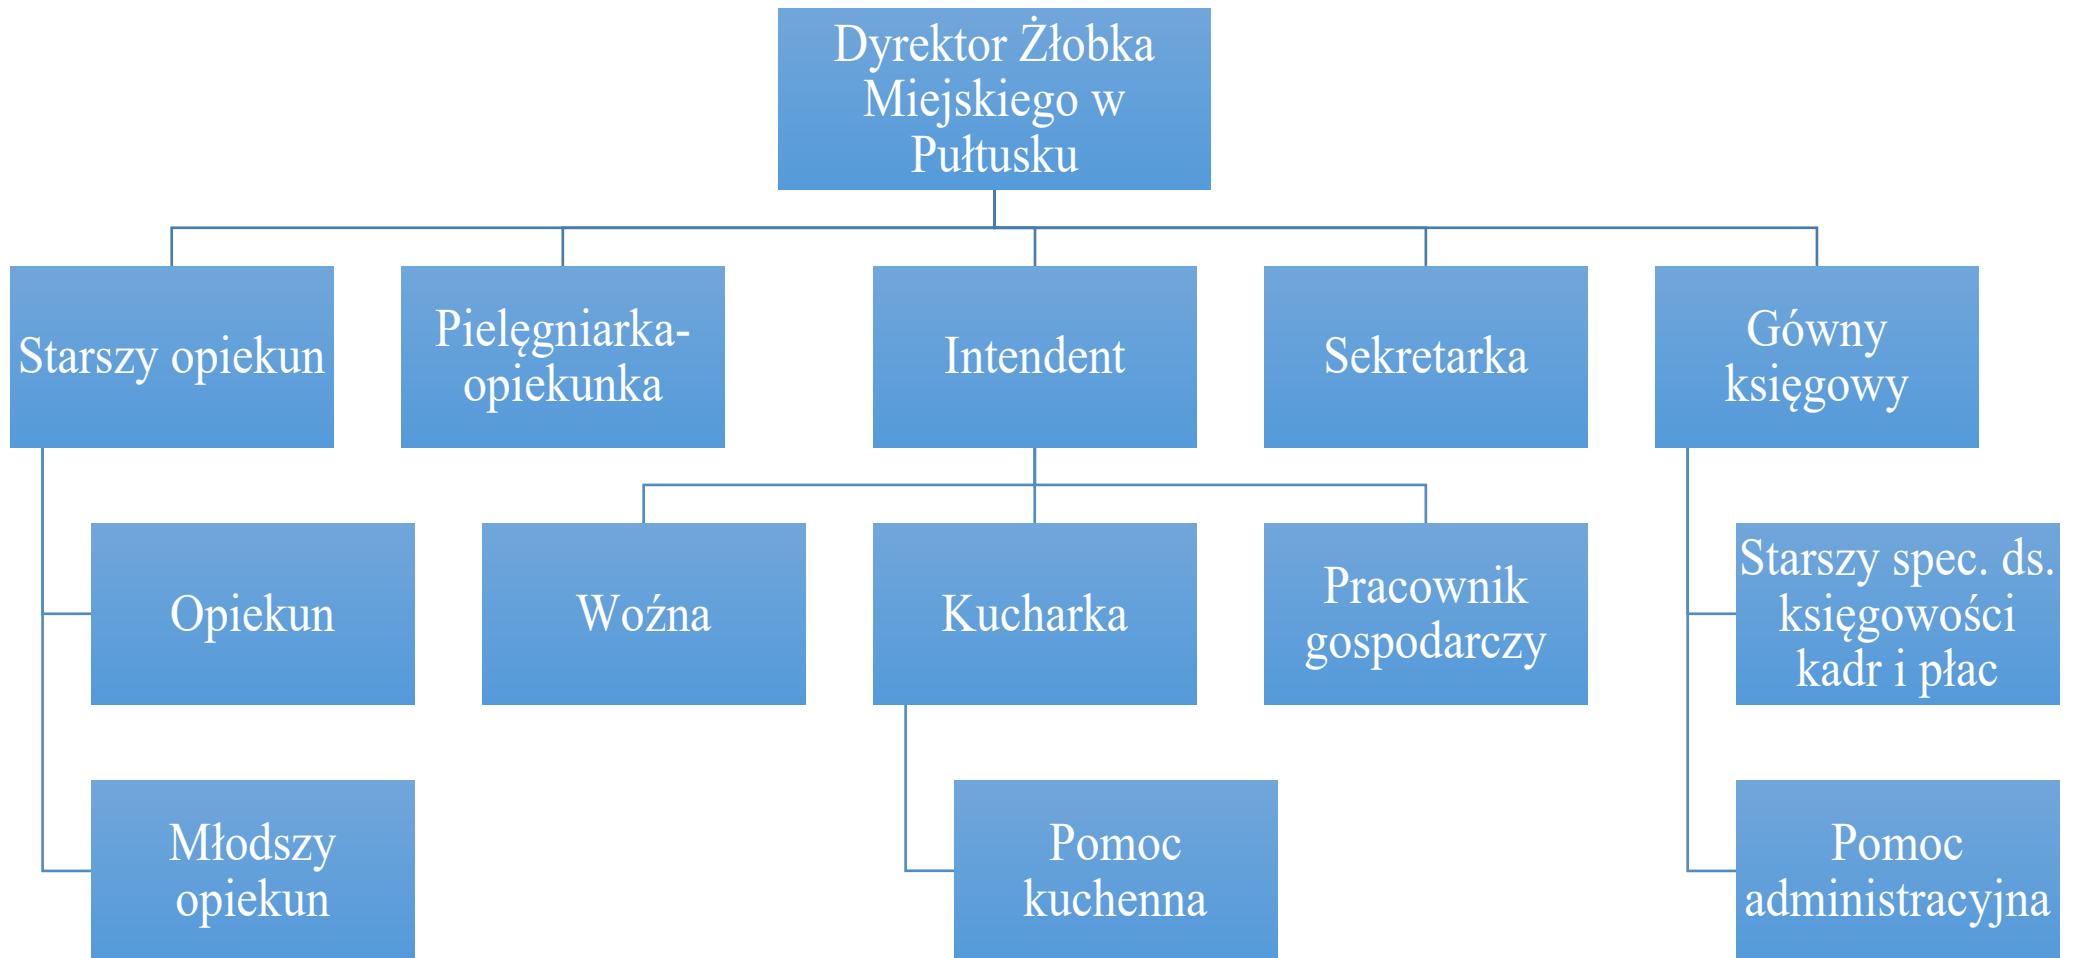 Dyrektor Żłobka
Miejskiego w
Pułtusku
Starszy opiekun
Pielęgniarka-
opiekunka
Intendent
Sekretarka
Gówny
księgowy
Opiekun
Woźna
Kucharka
Pracownik
gospodarczy
Starszy spec. ds.
księgowości
kadr i płac
Młodszy
opiekun
Pomoc
kuchenna
Pomoc
administracyjna